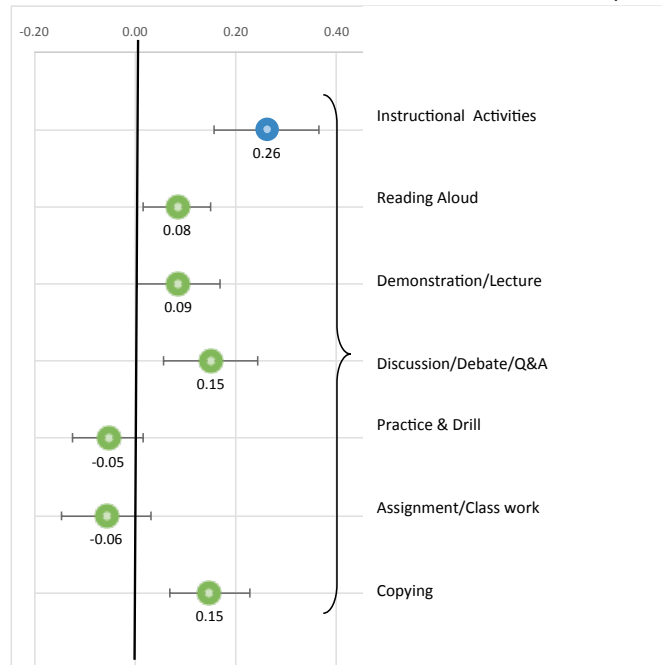 -0.20 0.00 0.20 0.40
Instructional Activities
0.26
Reading Aloud
0.08
Demonstration/Lecture
0.09
Discussion/Debate/Q&A
0.15
Practice & Drill
-0.05
Assignment/Class work
-0.06
Copying
0.15